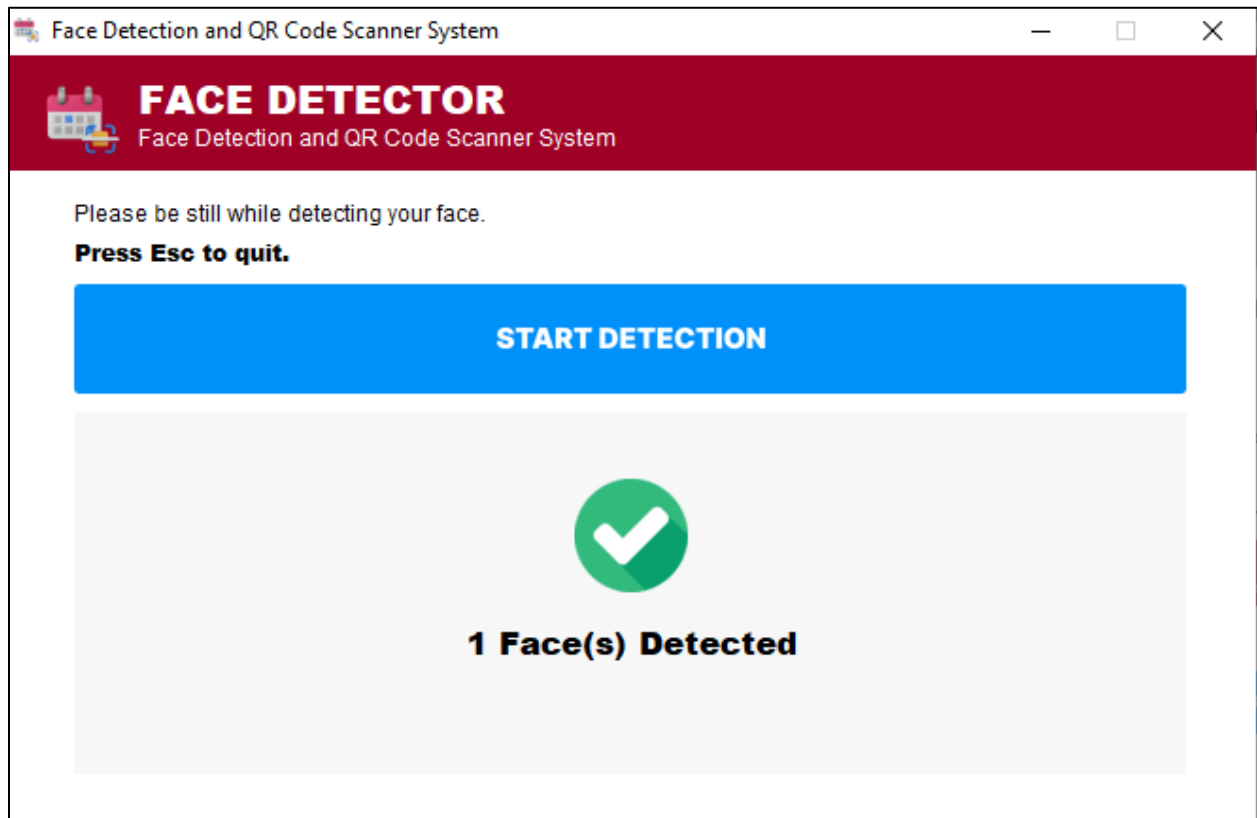 Face Detection and QR Code Scanner System
FACE DETECTOR
Face Detection and QR Code Scanner System
Please be still while detecting your face.
Press Esc to quit.
START DETECTION
1 Face(s) Detected